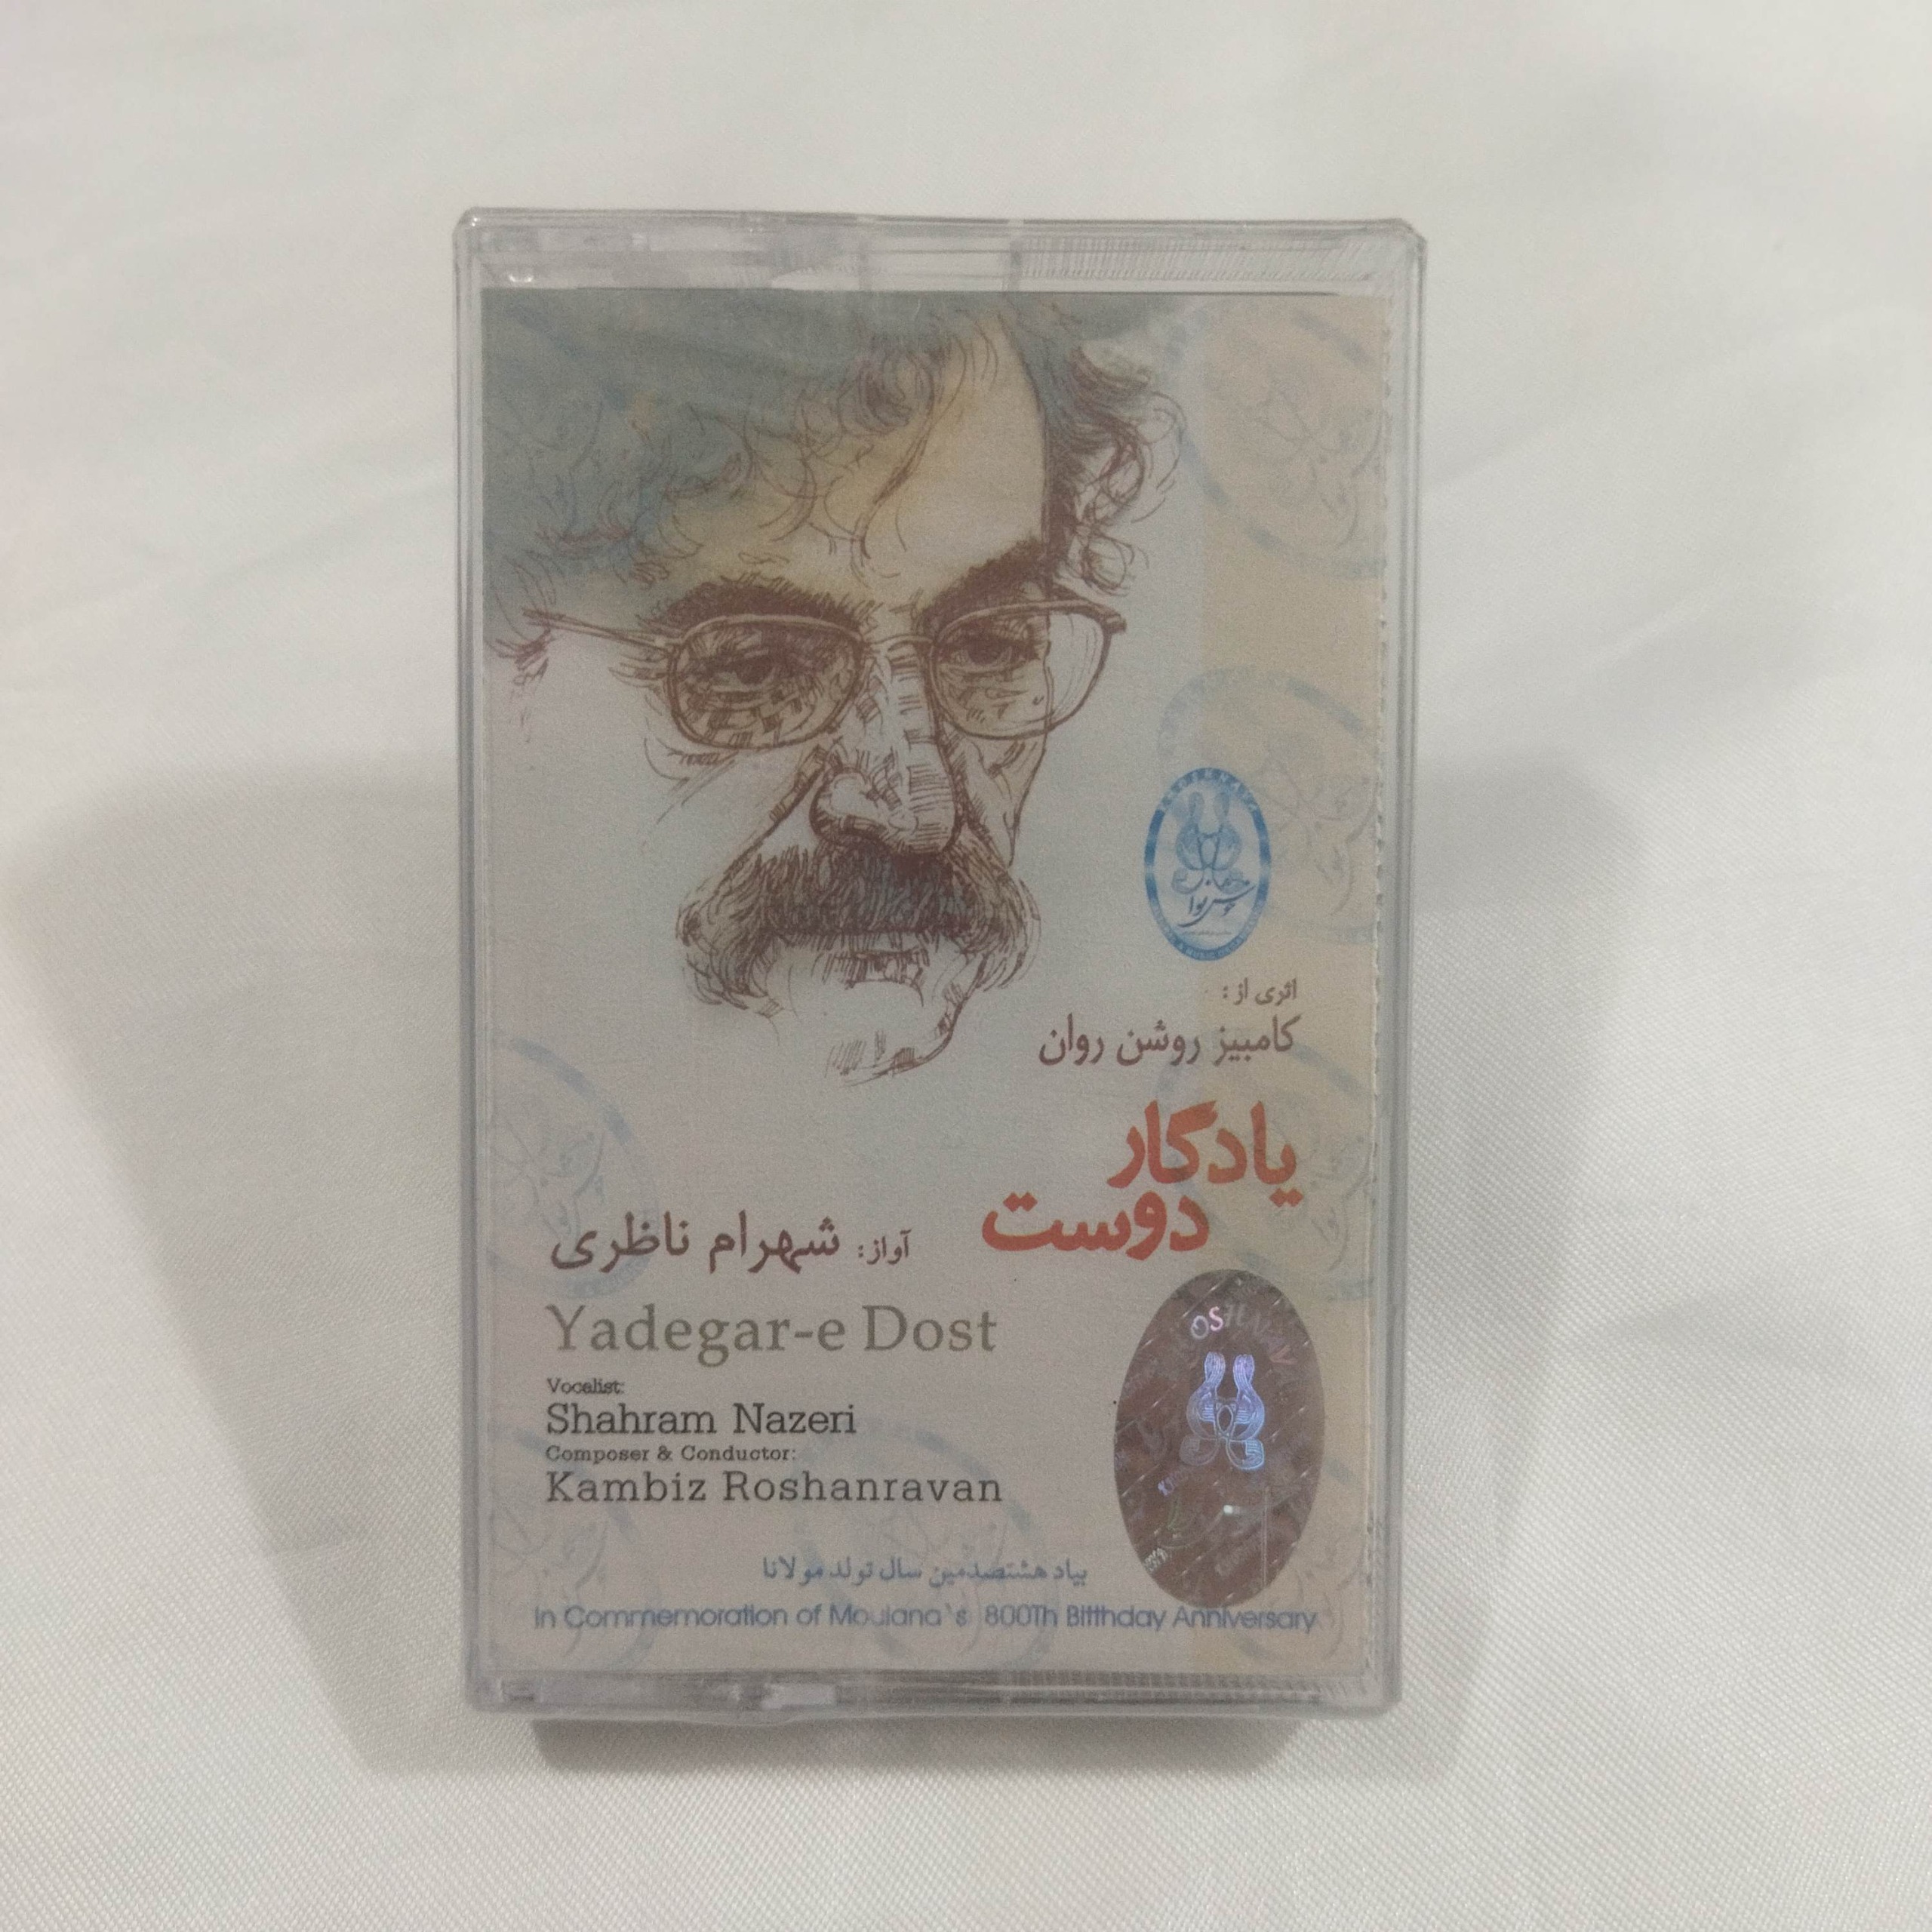 اثری از :
کامبیز روشن روان
یادگار
دوست
آواز: شهرام ناظری
Yadegar-e Dost
Vocalist:
Shahram Nazeri
Composer & Conductor:
Kambiz Roshanravan
بیاد هشتصدمین سال تولد مولانا
In Commemoration of Moulana's 800Th Bitthday Anniversary